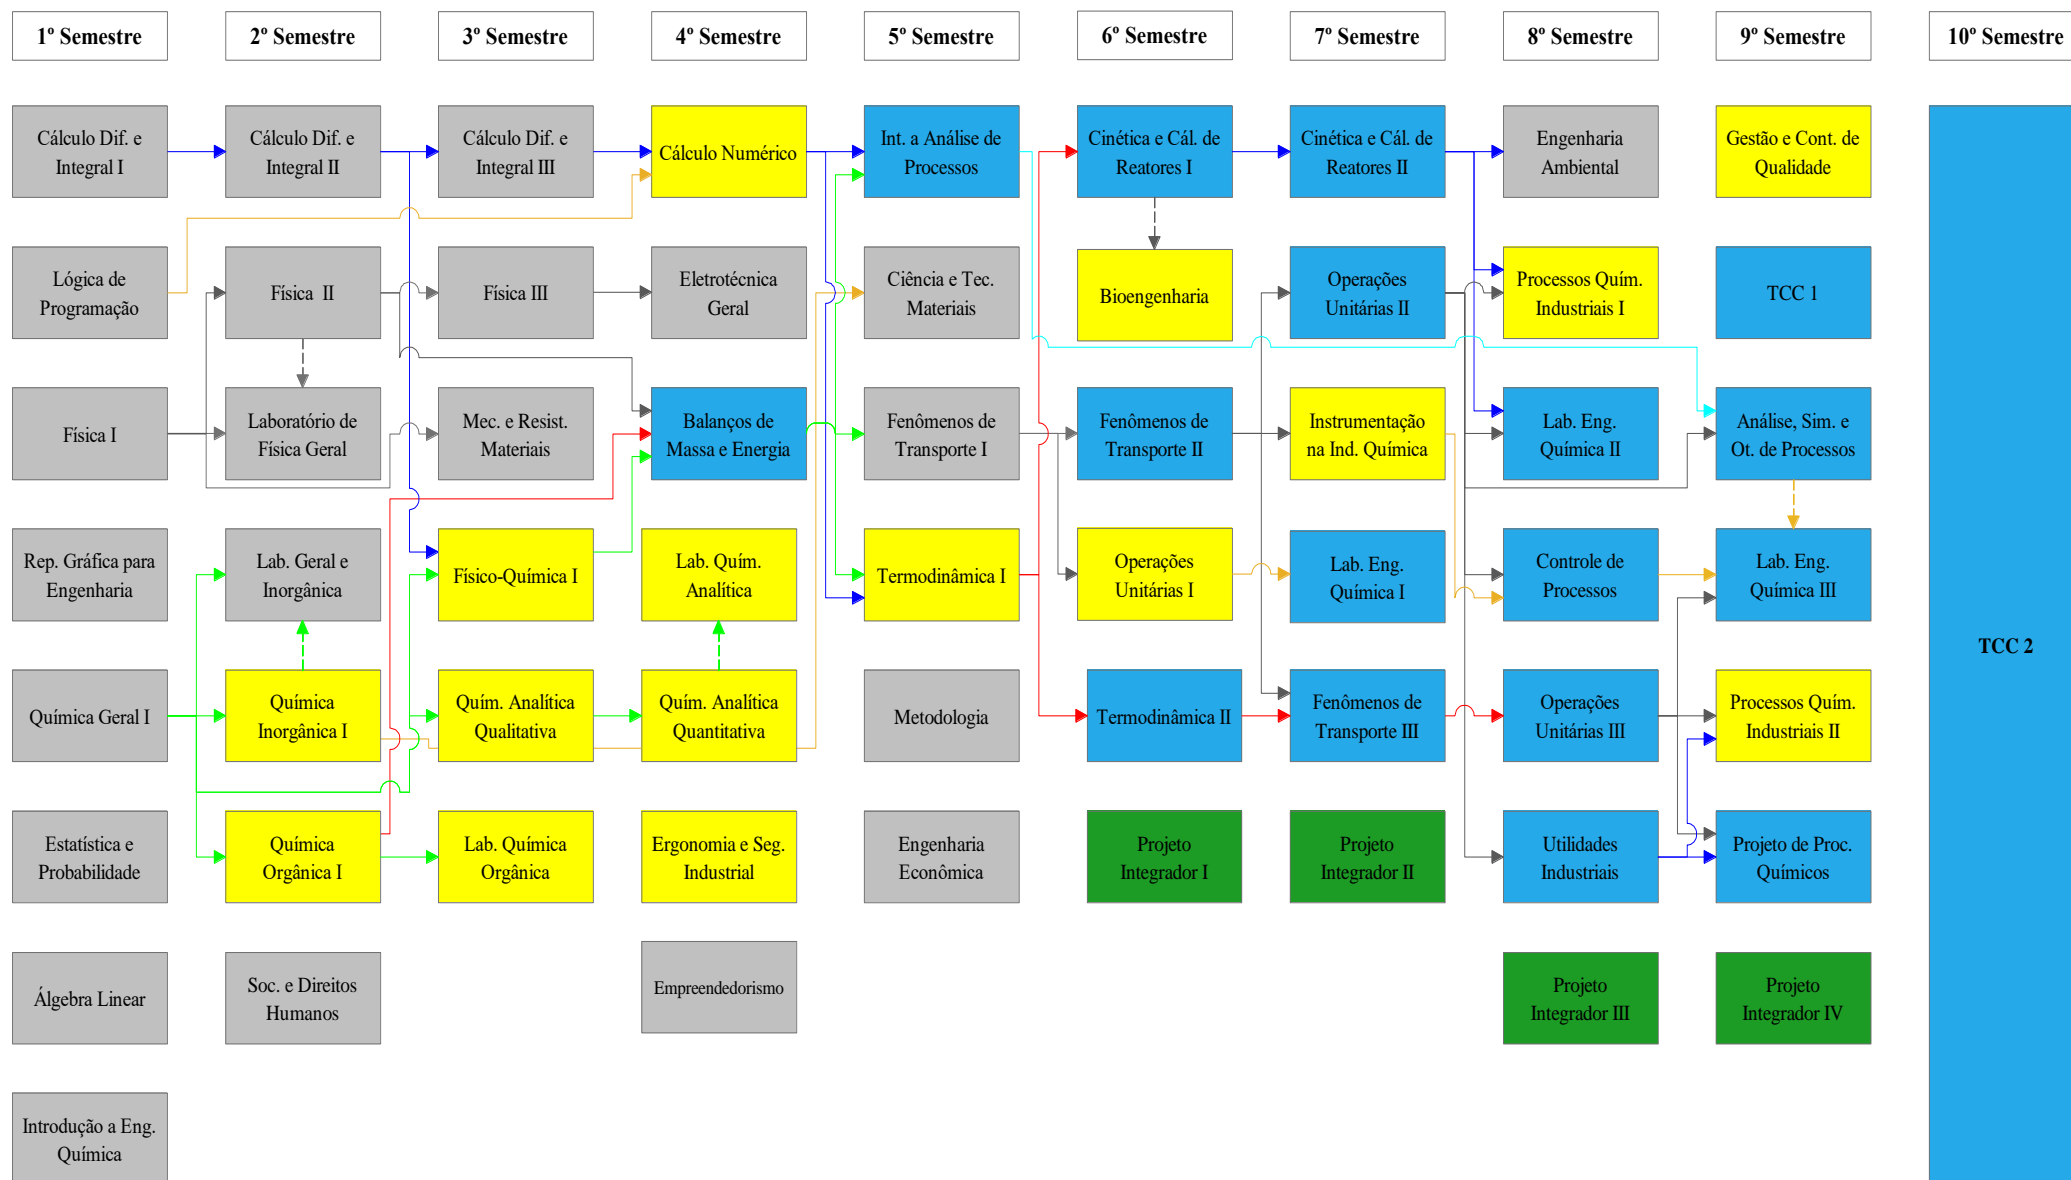 1º Semestre
2º Semestre
3º Semestre
4º Semestre
5º Semestre
6º Semestre
7º Semestre
8º Semestre
9º Semestre
10º Semestre
Cálculo Dif. e
Integral I
Cálculo Dif. e
Integral II
Cálculo Dif. e
Integral III
Cálculo Numérico
Int. a Análise de
Processos
Cinética e Cál. de
Reatores I
Cinética e Cál. de
Reatores II
Engenharia
Ambiental
Gestão e Cont. de
Qualidade
Lógica de
Programação
Física II
Física III
Eletrotécnica
Geral
Ciência e Tec.
Materiais
Bioengenharia
Operações
Unitárias II
Processos Quím.
Industriais I
TCC 1
Física I
Laboratório de
Física Geral
Mec. e Resist.
Materiais
Balanços de
Massa e Energia
Fenômenos de
Transporte I
Fenômenos de
Transporte II
Instrumentação
na Ind. Química
Lab. Eng.
Química II
Análise, Sim. e
Ot. de Processos
Rep. Gráfica para
Engenharia
Lab. Geral e
Inorgânica
Físico-Química I
Lab. Quím.
Analítica
Termodinâmica I
Operações
Unitárias I
Lab. Eng.
Química I
Controle de
Processos
Lab. Eng.
Química III
TCC 2
Química Geral I
Química
Inorgânica I
Quím. Analítica
Qualitativa
Quím. Analítica
Quantitativa
Metodologia
Termodinâmica II
Fenômenos de
Transporte III
Operações
Unitárias III
Processos Quím.
Industriais II
Estatística e
Probabilidade
Química
Orgânica I
Lab. Química
Orgânica
Ergonomia e Seg.
Industrial
Engenharia
Econômica
Projeto
Integrador I
Projeto
Integrador II
Utilidades
Industriais
Projeto de Proc.
Químicos
Álgebra Linear
Soc. e Direitos
Humanos
Empreendedorismo
Projeto
Integrador III
Projeto
Integrador IV
Introdução a Eng.
Química